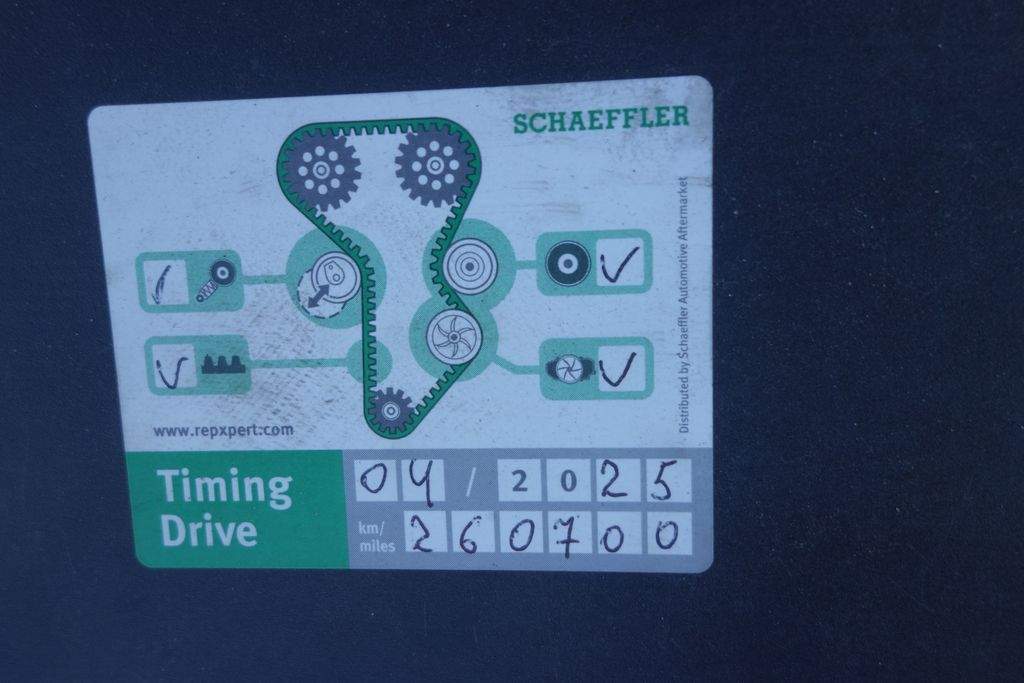 SCHAEFFLER
Distributed by Schaeffler Automotive Aftermarket
www.repxpert.com
Timing
Drive
04 / 2025
km/
miles
260700